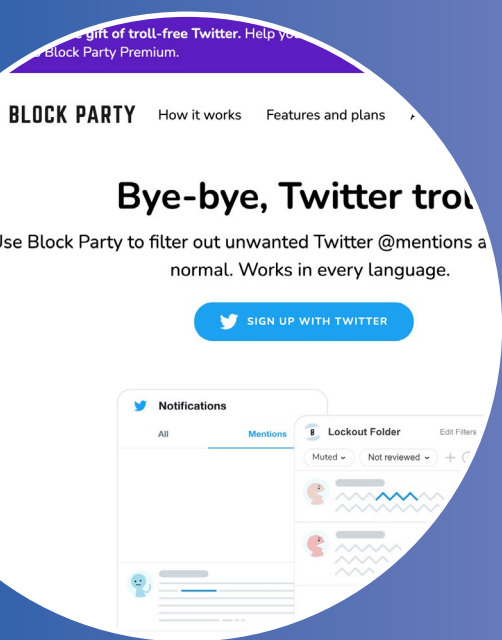 gift of troll-free Twitter. Help
Block Party Premium.
BLOCK PARTY How it works Features and plans
Bye-bye, Twitter
Use Block Party to filter out unwanted Twitter @mentions
normal. Works in every language.
SIGN UP WITH TWITTER
Notifications
All Mentions
B Lockout Folder Edit Filters
Muted Not reviewed